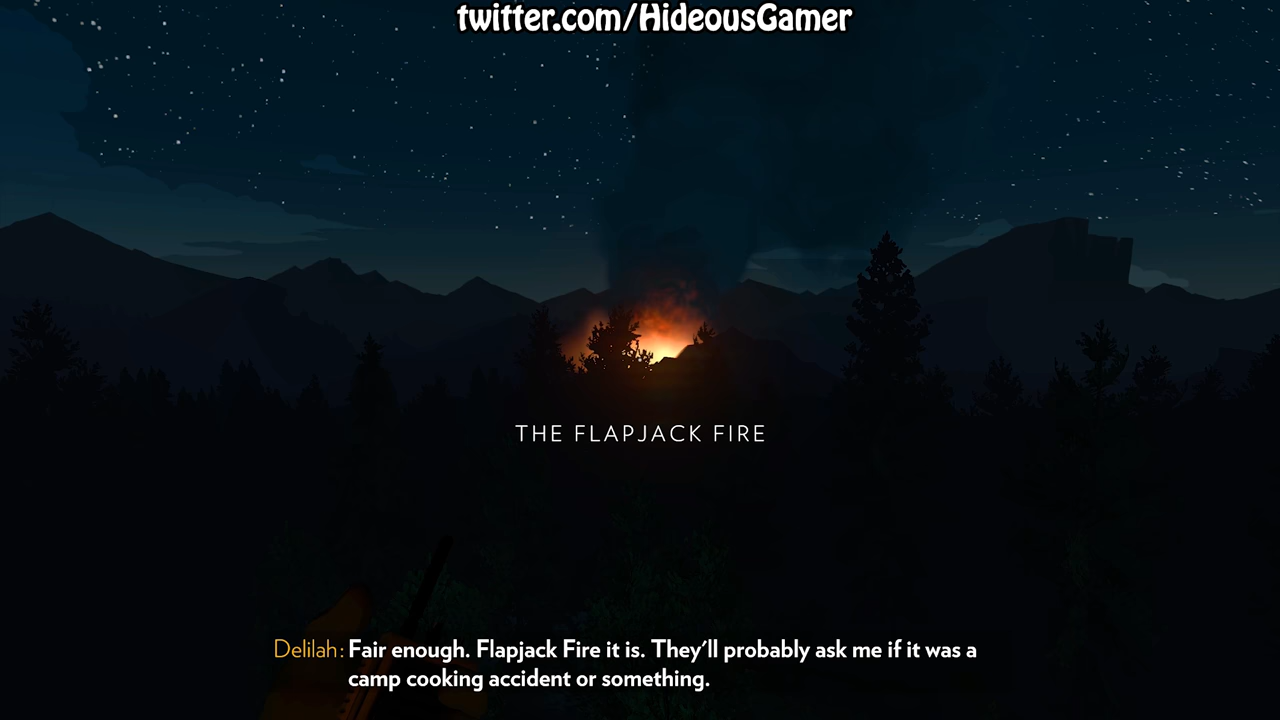 twitter.com/HideousGamer
THE FLAPJACK FIRE
Delilah: Fair enough. Flapjack Fire it is. They'll probably ask me if it was a
camp cooking accident or something.